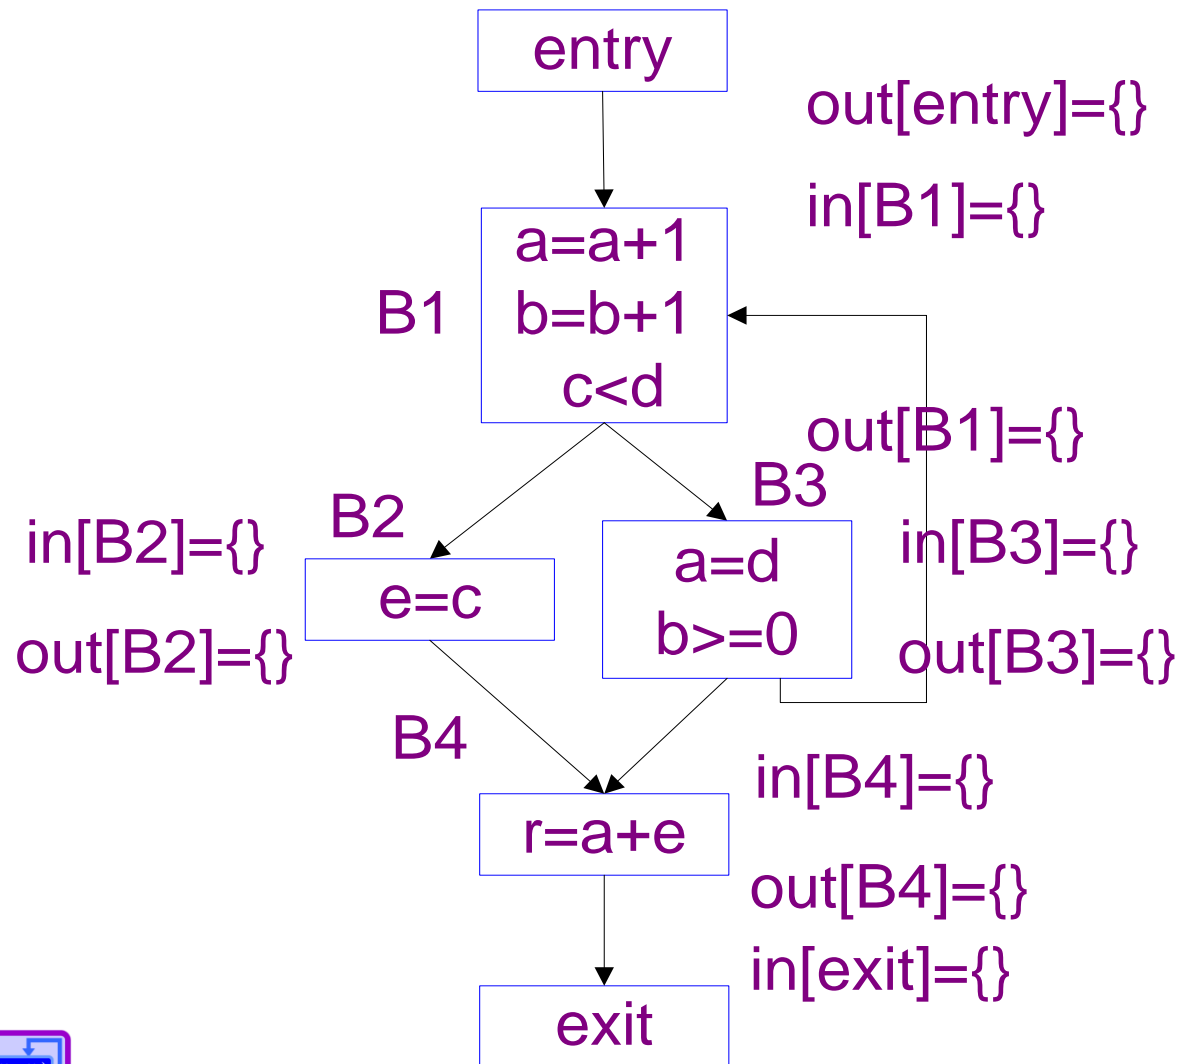 entry
out[entry]={}
in[B1]={}
B1
a=a+1
b=b+1
c<d
out[B1]={}
B2
B3
in[B2]={}
e=c
out[B2]={}
a=d
b>=0
in[B3]={}
out[B3]={}
B4
in[B4]={}
r=a+e
out[B4]={}
in[exit]={}
exit